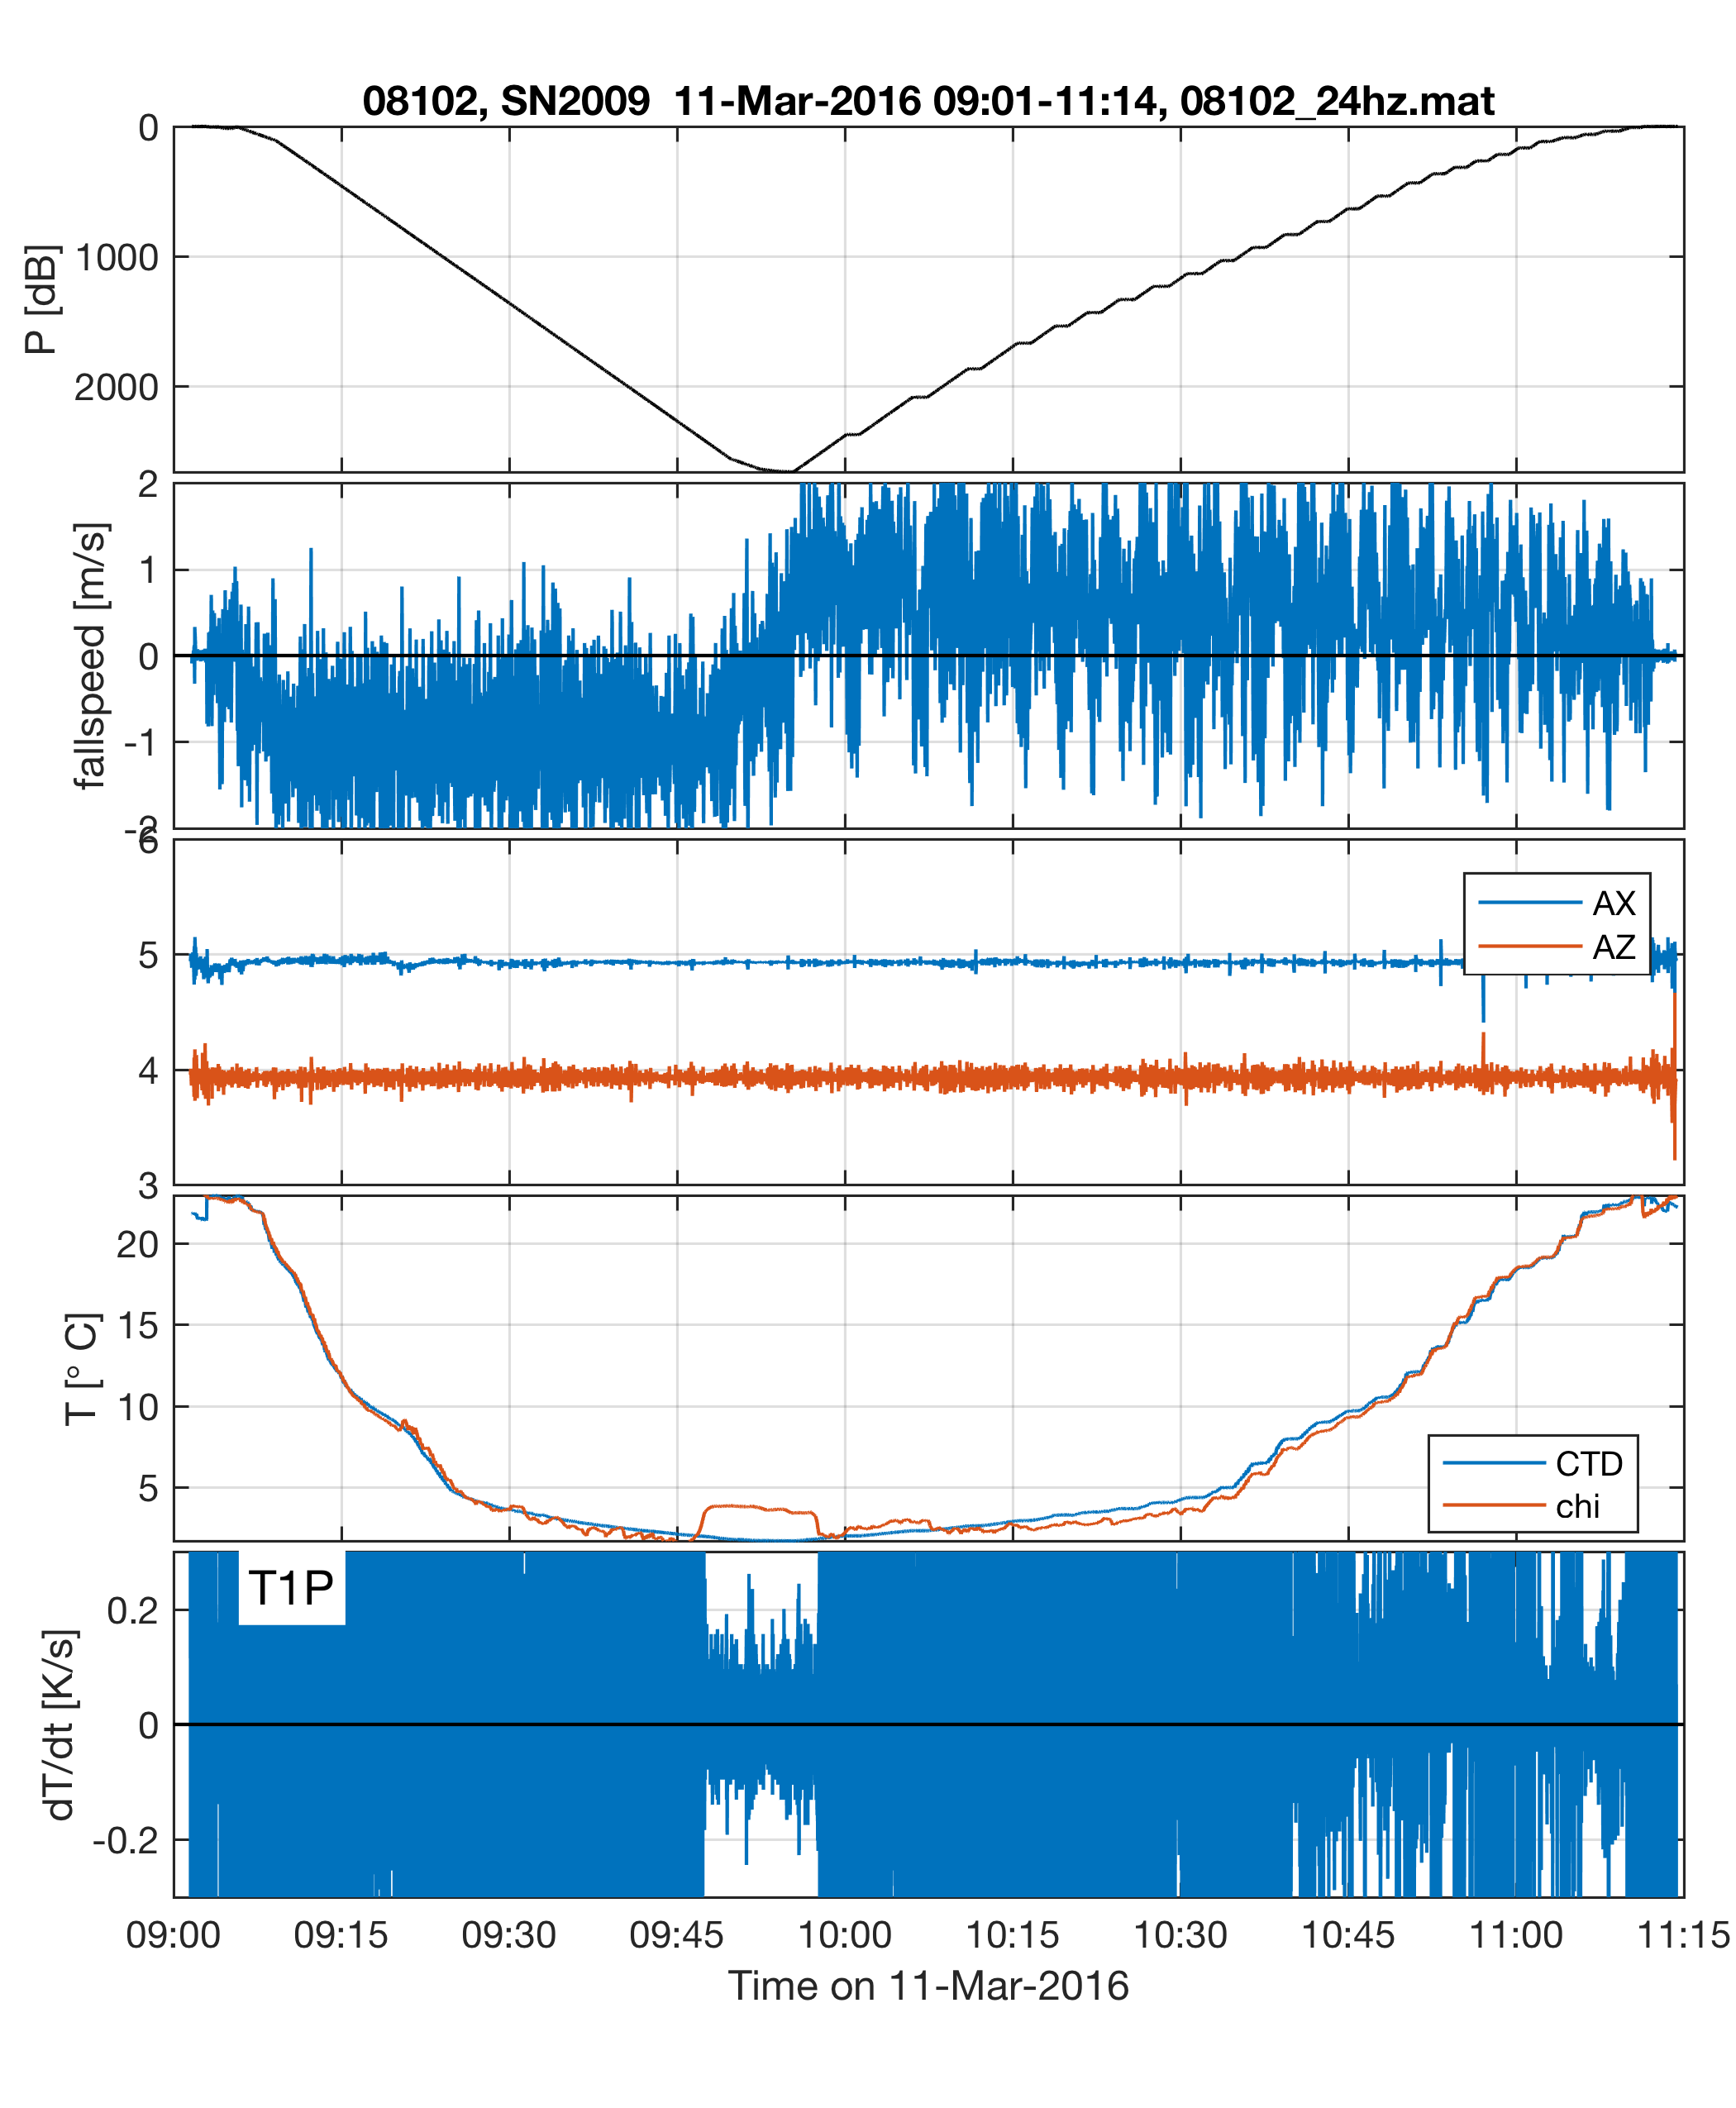 08102, SN2009  11-Mar-2016 09:01-11:14, 08102_24hz.mat
0
1000
2000
P [dB]
2
1
0
-1
-2
fallspeed [m/s]
6
5
4
3
AX
AZ
20
15
10
5
T [° C]
CTD
chi
T1P
0.2
0
-0.2
dT/dt [K/s]
09:00 09:15 09:30 09:45 10:00 10:15 10:30 10:45 11:00 11:15
Time on 11-Mar-2016